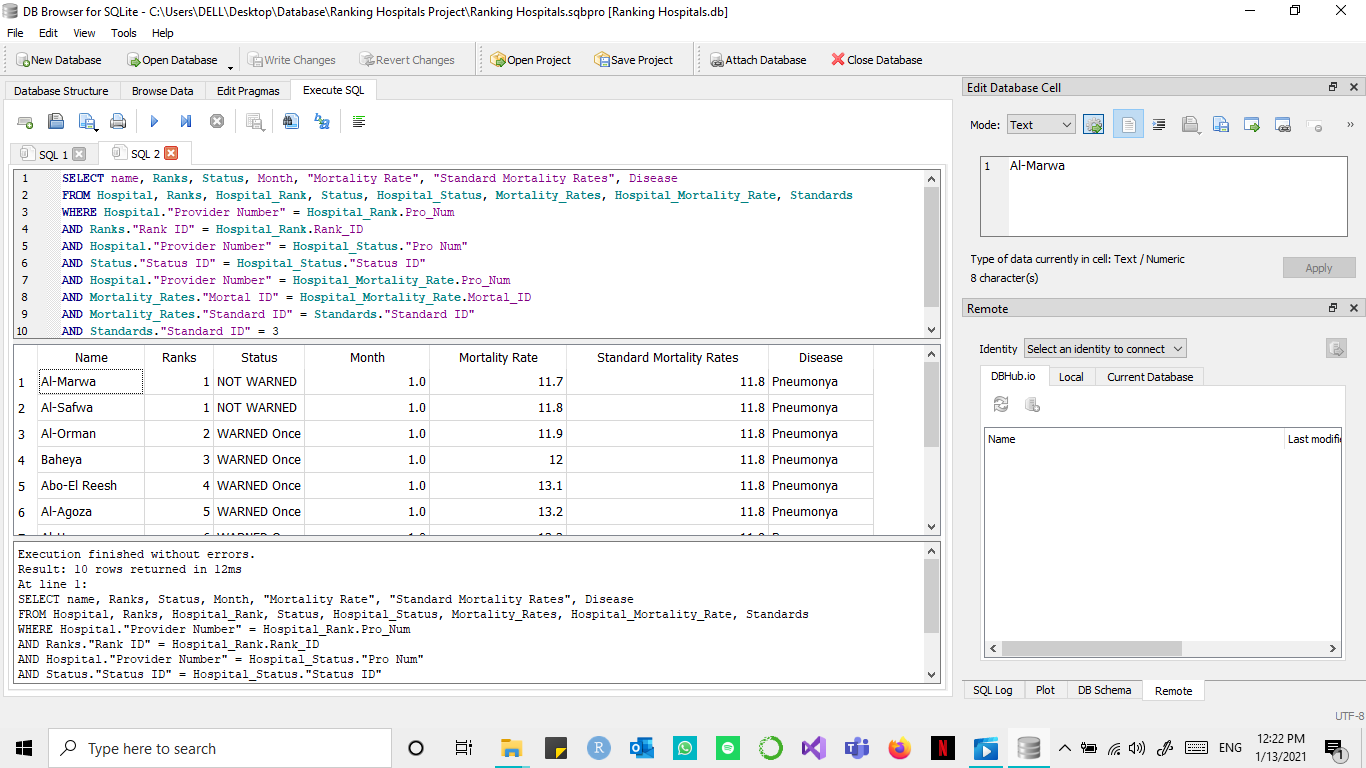 DB Browser for SQLite - C:\Users\DELL\Desktop\Database\Ranking Hospitals Project\Ranking Hospitals.sqbpro [Ranking Hospitals.db]
File Edit View Tools Help
New Database Open Database Write Changes Revert Changes Open Project Save Project Attach Database Close Database
Database Structure Browse Data Edit Pragmas Execute SQL
SQL 1 SQL 2
1 SELECT name, Ranks, Status, Month, "Mortality Rate", "Standard Mortality Rates", Disease
2 FROM Hospital, Ranks, Hospital_Rank, Status, Hospital_Status, Mortality_Rates, Hospital_Mortality_Rate, Standards
3 WHERE Hospital."Provider Number" = Hospital_Rank.Pro_Num
4 AND Ranks."Rank ID" = Hospital_Rank.Rank_ID
5 AND Hospital."Provider Number" = Hospital_Status."Pro Num"
6 AND Status."Status ID" = Hospital_Status."Status ID"
7 AND Hospital."Provider Number" = Hospital_Mortality_Rate.Pro_Num
8 AND Mortality_Rates."Mortal ID" = Hospital_Mortality_Rate.Mortal_ID
9 AND Mortality_Rates."Standard ID" = Standards."Standard ID"
10 AND Standards."Standard ID" = 3
Name Ranks Status Month Mortality Rate Standard Mortality Rates Disease
1 Al-Marwa 1 NOT WARNED 1.0 11.7 11.8 Pneumonya
2 Al-Safwa 1 NOT WARNED 1.0 11.8 11.8 Pneumonya
3 Al-Orman 2 WARNED Once 1.0 11.9 11.8 Pneumonya
4 Baheya 3 WARNED Once 1.0 12 11.8 Pneumonya
5 Abo-El Reesh 4 WARNED Once 1.0 13.1 11.8 Pneumonya
6 Al-Agoza 5 WARNED Once 1.0 13.2 11.8 Pneumonya
Execution finished without errors.
Result: 10 rows returned in 12ms
At line 1:
SELECT name, Ranks, Status, Month, "Mortality Rate", "Standard Mortality Rates", Disease
FROM Hospital, Ranks, Hospital_Rank, Status, Hospital_Status, Mortality_Rates, Hospital_Mortality_Rate, Standards
WHERE Hospital."Provider Number" = Hospital_Rank.Pro_Num
AND Ranks."Rank ID" = Hospital_Rank.Rank_ID
AND Hospital."Provider Number" = Hospital_Status."Pro Num"
AND Status."Status ID" = Hospital_Status."Status ID"
Edit Database Cell
Mode: Text
1 Al-Marwa
Type of data currently in cell: Text / Numeric
8 character(s)
Apply
Remote
Identity Select an identity to connect
DBHub.io Local Current Database
Name Last modifi
SQL Log Plot DB Schema Remote
UTF-8
Type here to search
R
N
ENG
12:22 PM
1/13/2021
1